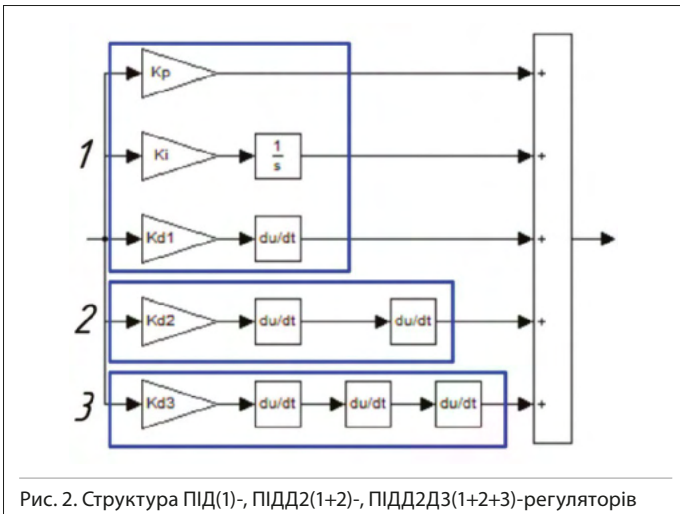 Kp +
1 Ki 1/s +
Kd1 du/dt +
2 Kd2 du/dt du/dt +
3 Kd3 du/dt du/dt du/dt +
Рис. 2. Структура ПІД(1)-, ПІДД2(1+2)-, ПІДД2Д3(1+2+3)-регуляторів